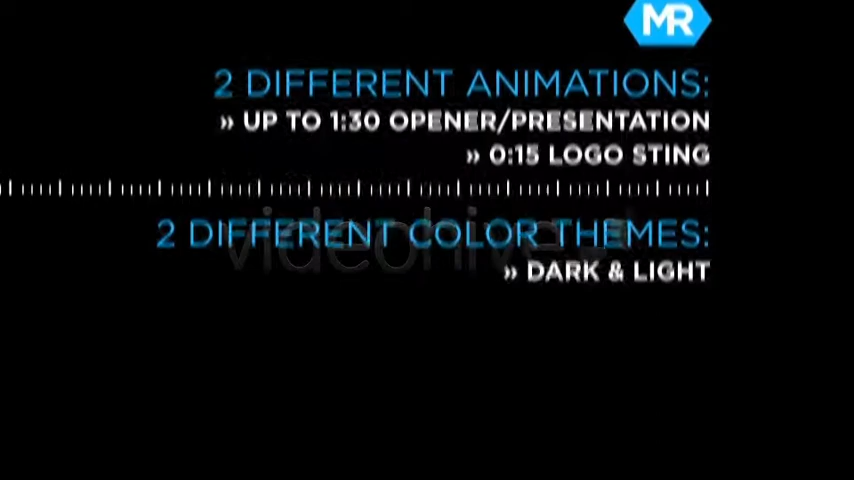 MR
2 DIFFERENT ANIMATIONS:
» UP TO 1:30 OPENER/PRESENTATION
» 0:15 LOGO STING
2 DIFFERENT COLOR THEMES:
videohive
» DARK & LIGHT